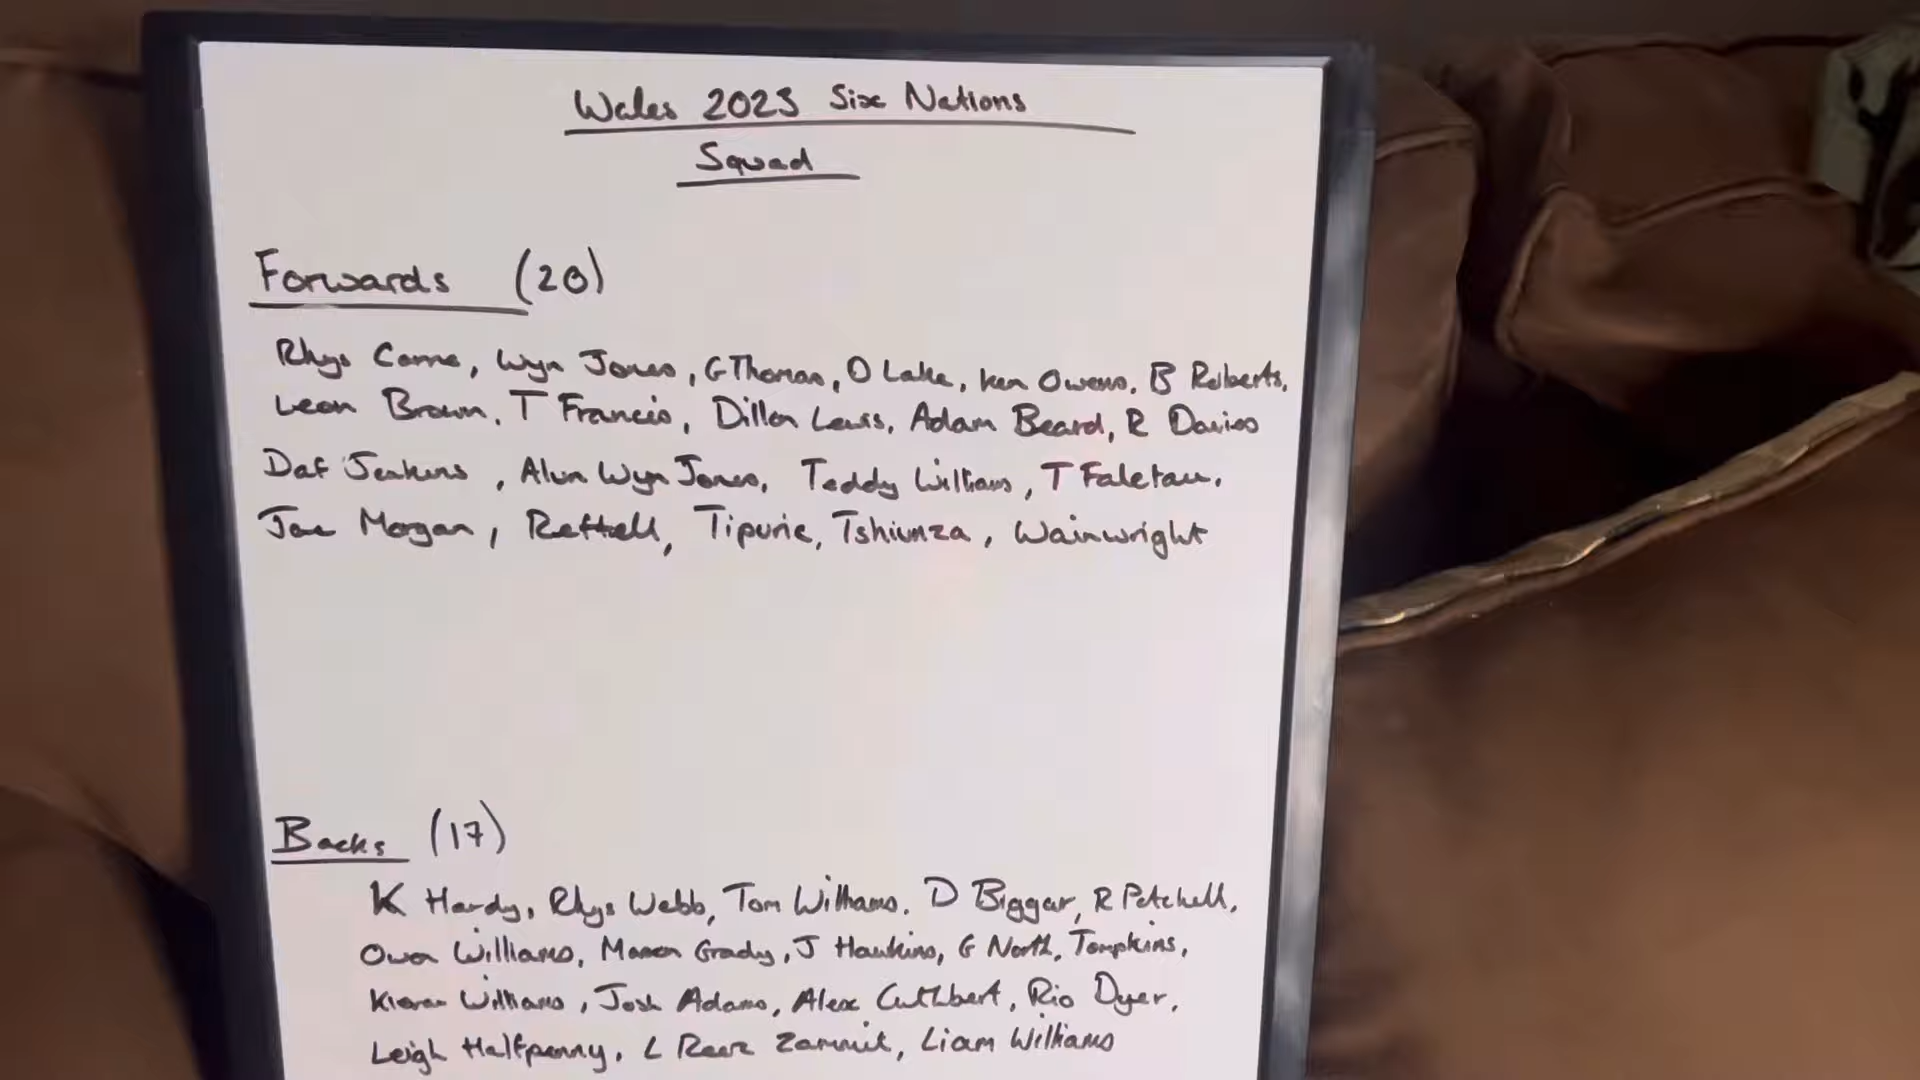 Wales 2023 Six Nations
Squad
Forwards (20)
Rhys Carre, Wyn Jones, G Thomas, D Lake, Ken Owens, B Roberts,
Leon Brown, T Francis, Dillon Lewis, Adam Beard, R Davies
Daf Jenkins, Alun Wyn Jones, Teddy Williams, T Faletau,
Jac Morgan, Reffell, Tipuric, Tshiunza, Wainwright
Backs (17)
K Hardy, Rhys Webb, Tom Williams, D Biggar, R Patchell,
Owen Williams, Mason Grady, J Hawkins, G North, Tompkins,
Kieran Williams, Josh Adams, Alex Cuthbert, Rio Dyer,
Leigh Halfpenny, L Rees Zammit, Liam Williams